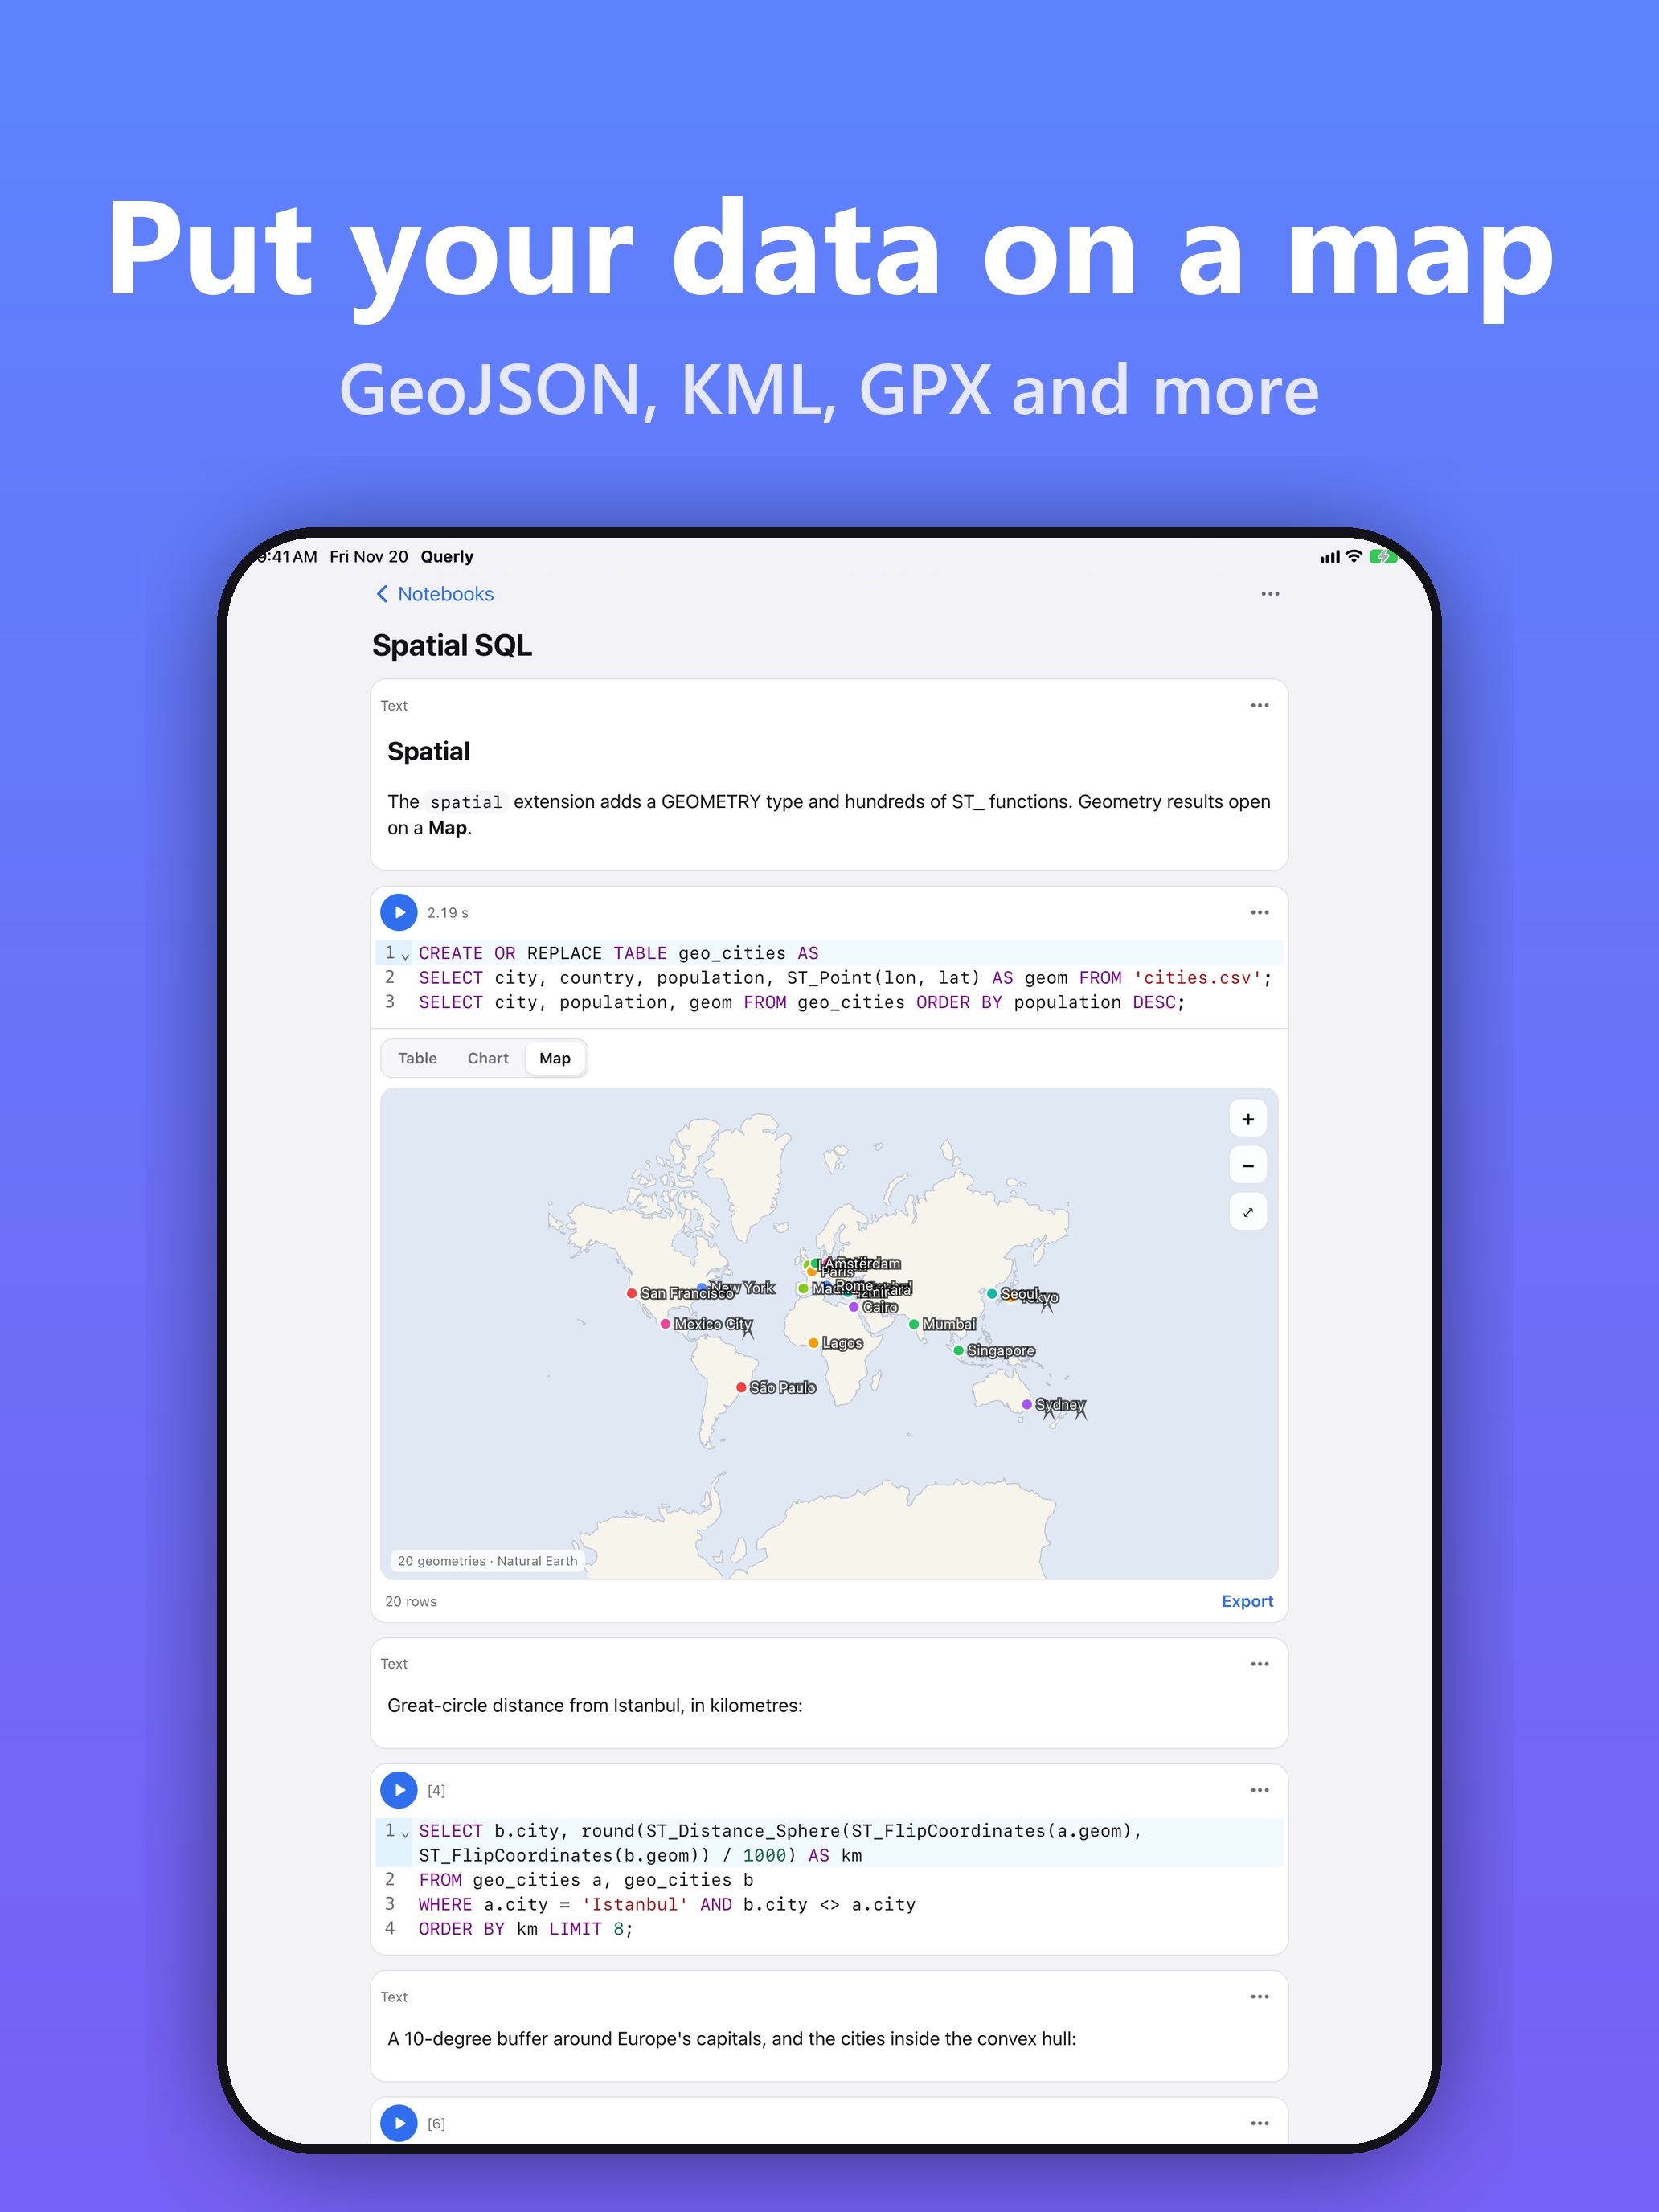 Put your data on a map
GeoJSON, KML, GPX and more
9:41 AM Fri Nov 20 Querly
Notebooks
Spatial SQL
Text
Spatial
The spatial extension adds a GEOMETRY type and hundreds of ST_ functions. Geometry results open
on a Map.
2.19 s
1 CREATE OR REPLACE TABLE geo_cities AS
2 SELECT city, country, population, ST_Point(lon, lat) AS geom FROM 'cities.csv';
3 SELECT city, population, geom FROM geo_cities ORDER BY population DESC;
Table Chart Map
+
−
Amsterdam
Paris
San Francisco New York
Rome
Seoul Tokyo
Cairo
Mexico City
Mumbai
Lagos
Singapore
São Paulo
Sydney
20 geometries · Natural Earth
20 rows Export
Text
Great-circle distance from Istanbul, in kilometres:
[4]
1 SELECT b.city, round(ST_Distance_Sphere(ST_FlipCoordinates(a.geom),
ST_FlipCoordinates(b.geom)) / 1000) AS km
2 FROM geo_cities a, geo_cities b
3 WHERE a.city = 'Istanbul' AND b.city <> a.city
4 ORDER BY km LIMIT 8;
Text
A 10-degree buffer around Europe's capitals, and the cities inside the convex hull:
[6]